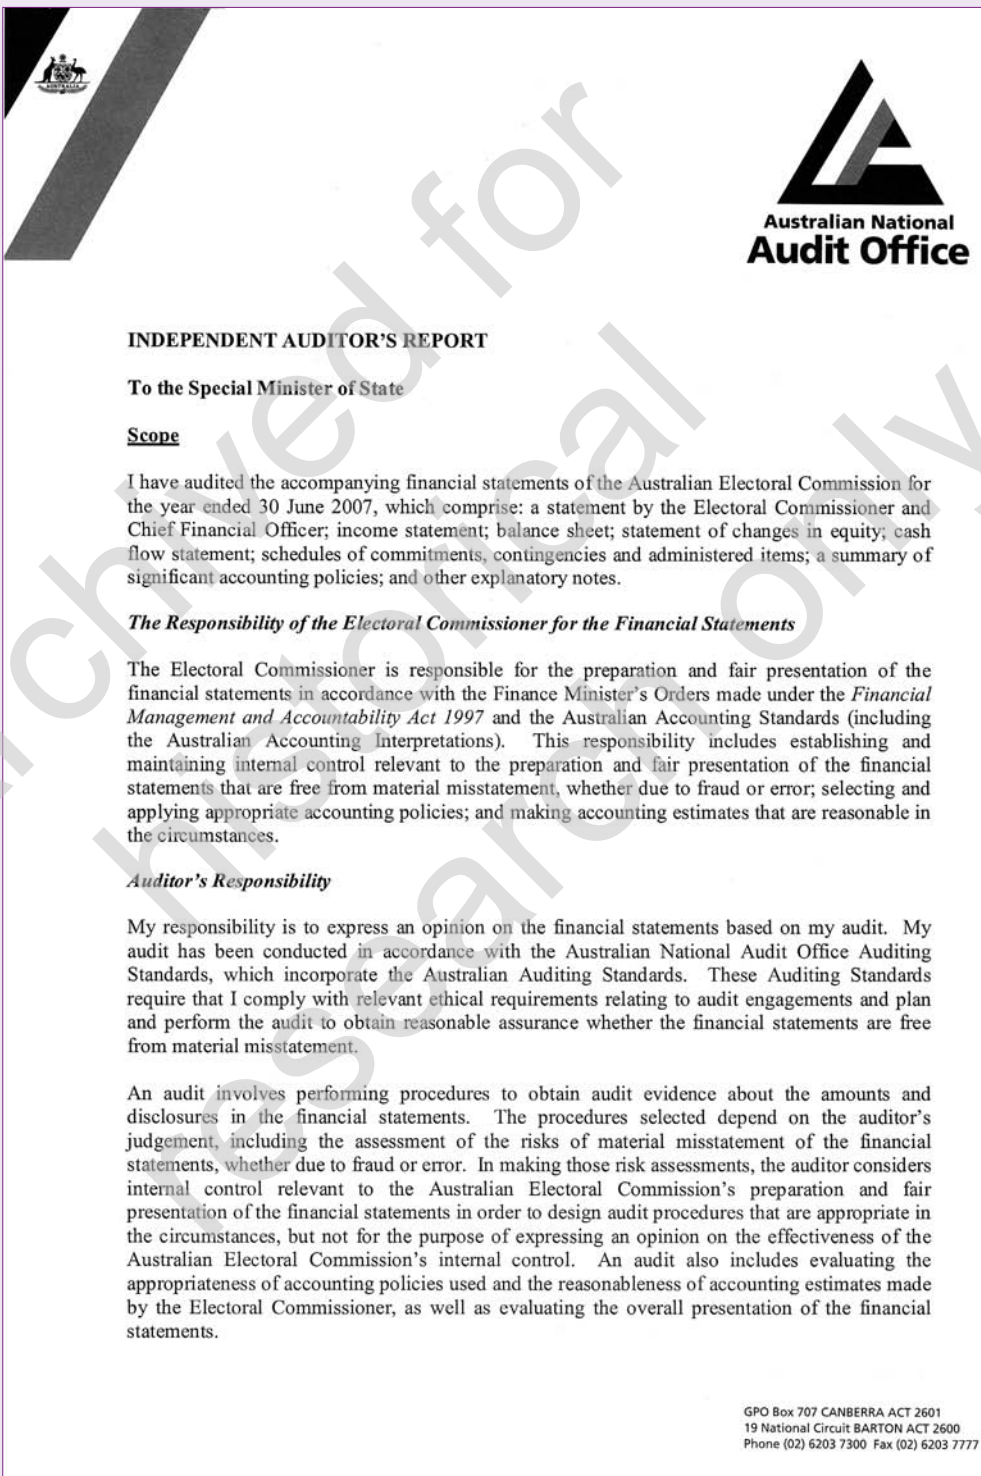 AUSTRALIA
Australian National
Audit Office
INDEPENDENT AUDITOR'S REPORT
To the Special Minister of State
Scope
I have audited the accompanying financial statements of the Australian Electoral Commission for
the year ended 30 June 2007, which comprise: a statement by the Electoral Commissioner and
Chief Financial Officer; income statement; balance sheet; statement of changes in equity; cash
flow statement; schedules of commitments, contingencies and administered items; a summary of
significant accounting policies; and other explanatory notes.
The Responsibility of the Electoral Commissioner for the Financial Statements
The Electoral Commissioner is responsible for the preparation and fair presentation of the
financial statements in accordance with the Finance Minister's Orders made under the Financial
Management and Accountability Act 1997 and the Australian Accounting Standards (including
the Australian Accounting Interpretations). This responsibility includes establishing and
maintaining internal control relevant to the preparation and fair presentation of the financial
statements that are free from material misstatement, whether due to fraud or error; selecting and
applying appropriate accounting policies; and making accounting estimates that are reasonable in
the circumstances.
Auditor's Responsibility
My responsibility is to express an opinion on the financial statements based on my audit. My
audit has been conducted in accordance with the Australian National Audit Office Auditing
Standards, which incorporate the Australian Auditing Standards. These Auditing Standards
require that I comply with relevant ethical requirements relating to audit engagements and plan
and perform the audit to obtain reasonable assurance whether the financial statements are free
from material misstatement.
An audit involves performing procedures to obtain audit evidence about the amounts and
disclosures in the financial statements. The procedures selected depend on the auditor's
judgement, including the assessment of the risks of material misstatement of the financial
statements, whether due to fraud or error. In making those risk assessments, the auditor considers
internal control relevant to the Australian Electoral Commission's preparation and fair
presentation of the financial statements in order to design audit procedures that are appropriate in
the circumstances, but not for the purpose of expressing an opinion on the effectiveness of the
Australian Electoral Commission's internal control. An audit also includes evaluating the
appropriateness of accounting policies used and the reasonableness of accounting estimates made
by the Electoral Commissioner, as well as evaluating the overall presentation of the financial
statements.
GPO Box 707 CANBERRA ACT 2601
19 National Circuit BARTON ACT 2600
Phone (02) 6203 7300 Fax (02) 6203 7777
chived for
historical
research only